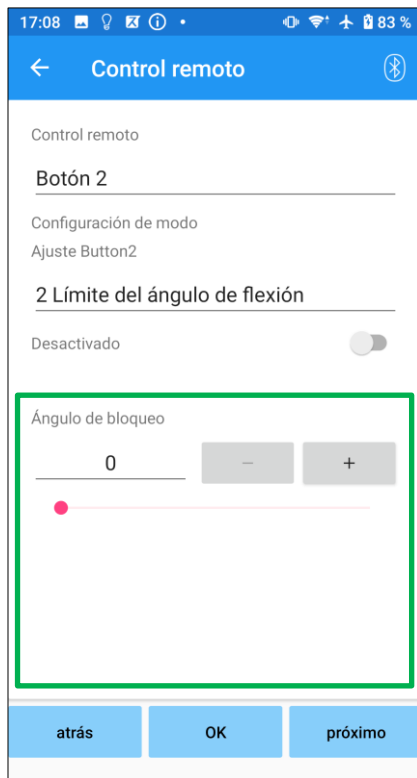 17:08 83 %
Control remoto
Control remoto
Botón 2
Configuración de modo
Ajuste Button2
2 Límite del ángulo de flexión
Desactivado
Ángulo de bloqueo
0 − +
atrás OK próximo